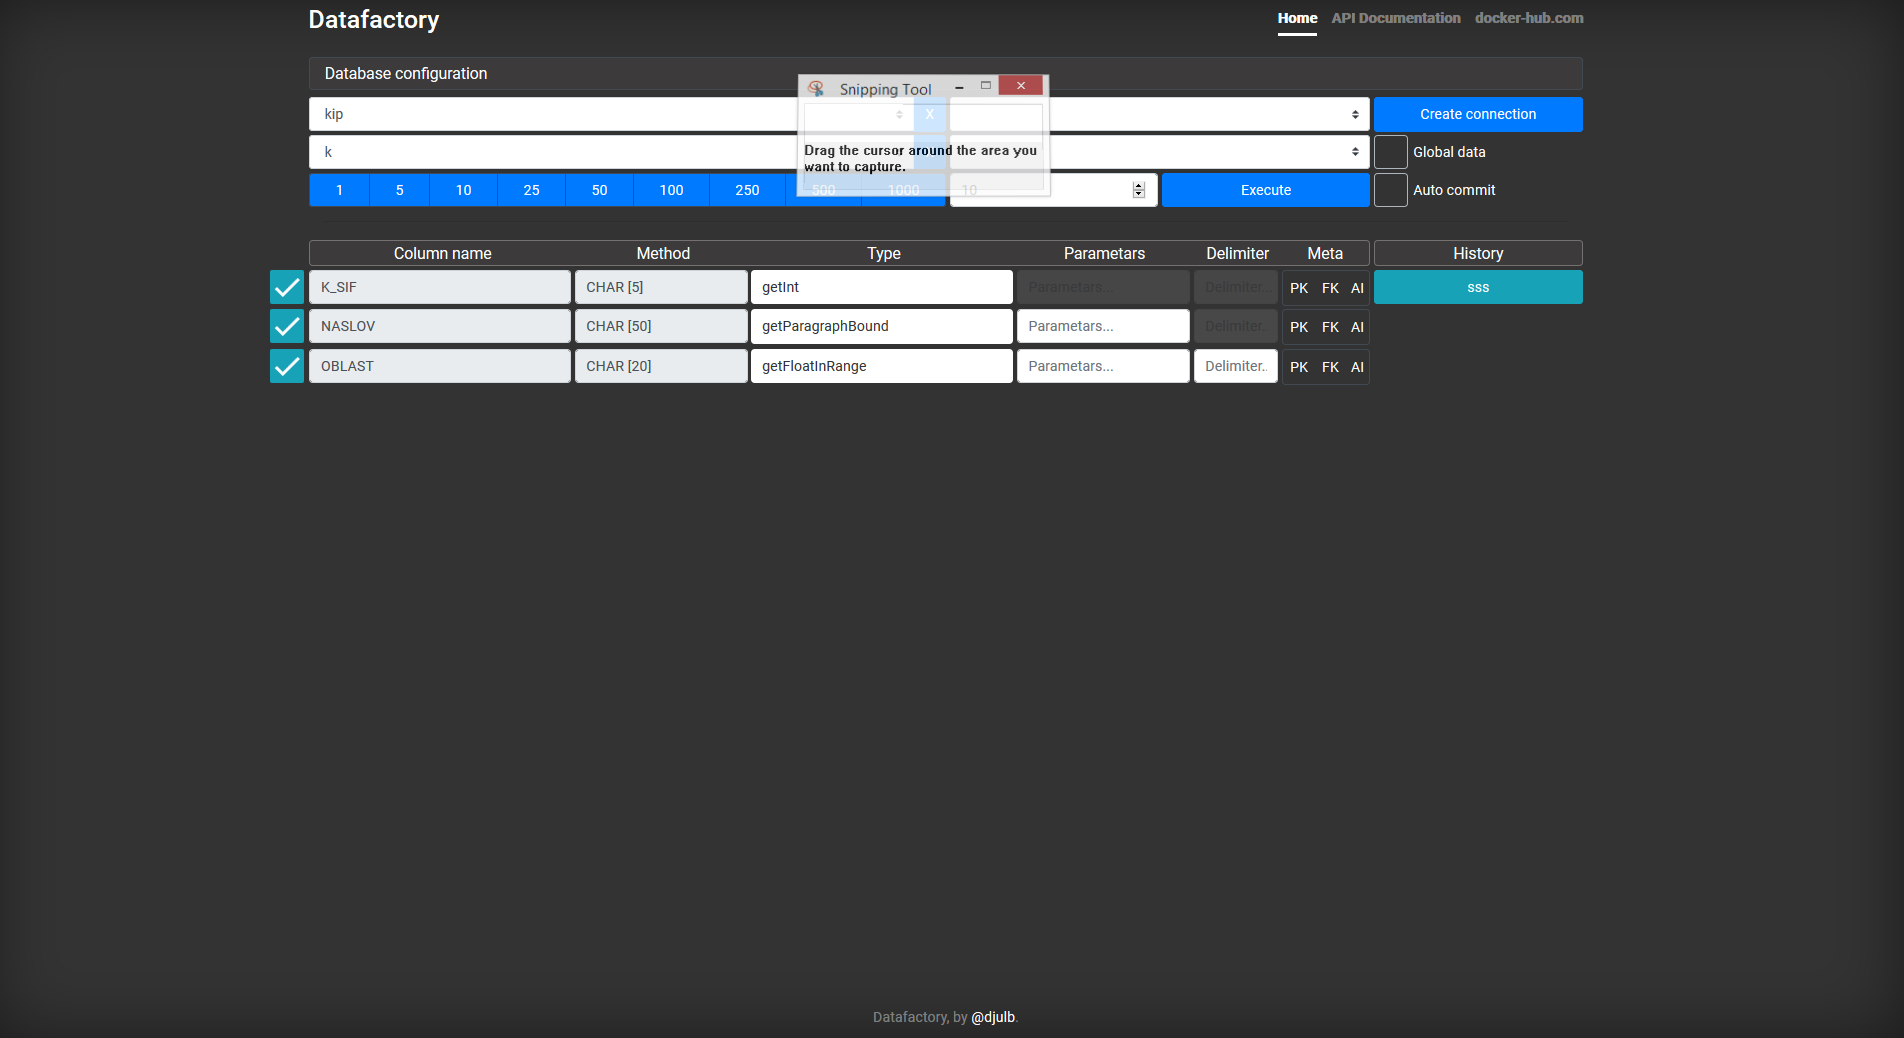 Datafactory
Home API Documentation docker-hub.com
Database configuration
Snipping Tool
kip X Create connection
Drag the cursor around the area you
want to capture.
k Global data
1 5 10 25 50 100 250 500 1000 10 Execute Auto commit
Column name Method Type Parametars Delimiter Meta History
K_SIF CHAR [5] getInt Parametars... Delimiter... PK FK AI sss
NASLOV CHAR [50] getParagraphBound Parametars... Delimiter. PK FK AI
OBLAST CHAR [20] getFloatInRange Parametars... Delimiter.. PK FK AI
Datafactory, by @djulb.